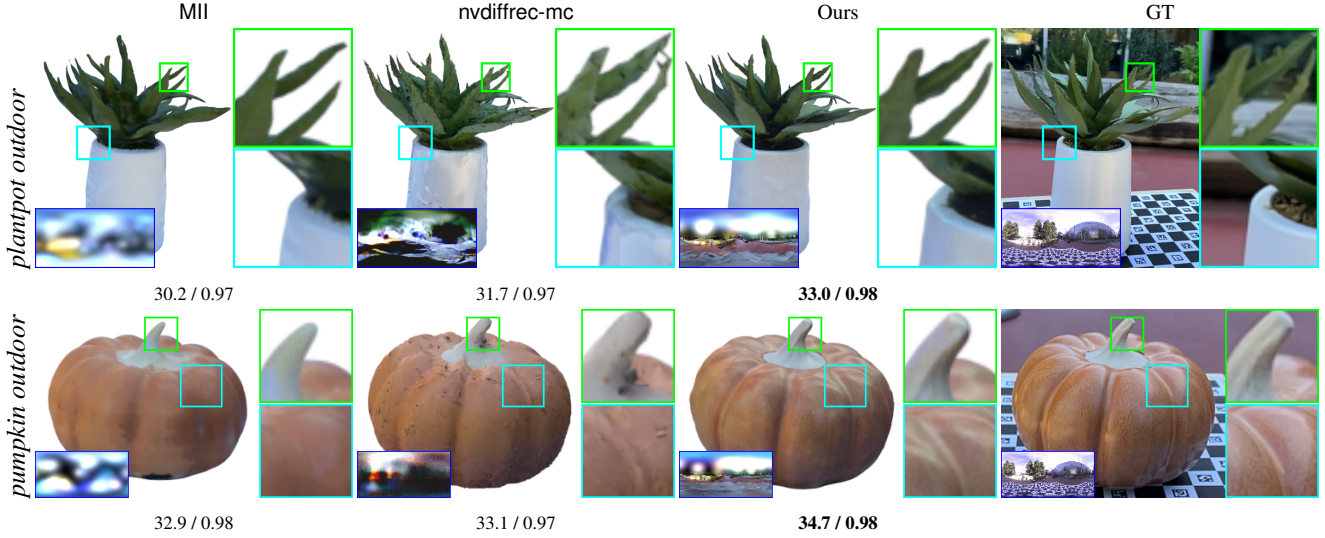 MII nvdiffrec-mc Ours GT
plantpot outdoor
30.2 / 0.97 31.7 / 0.97 33.0 / 0.98
pumpkin outdoor
32.9 / 0.98 33.1 / 0.97 34.7 / 0.98